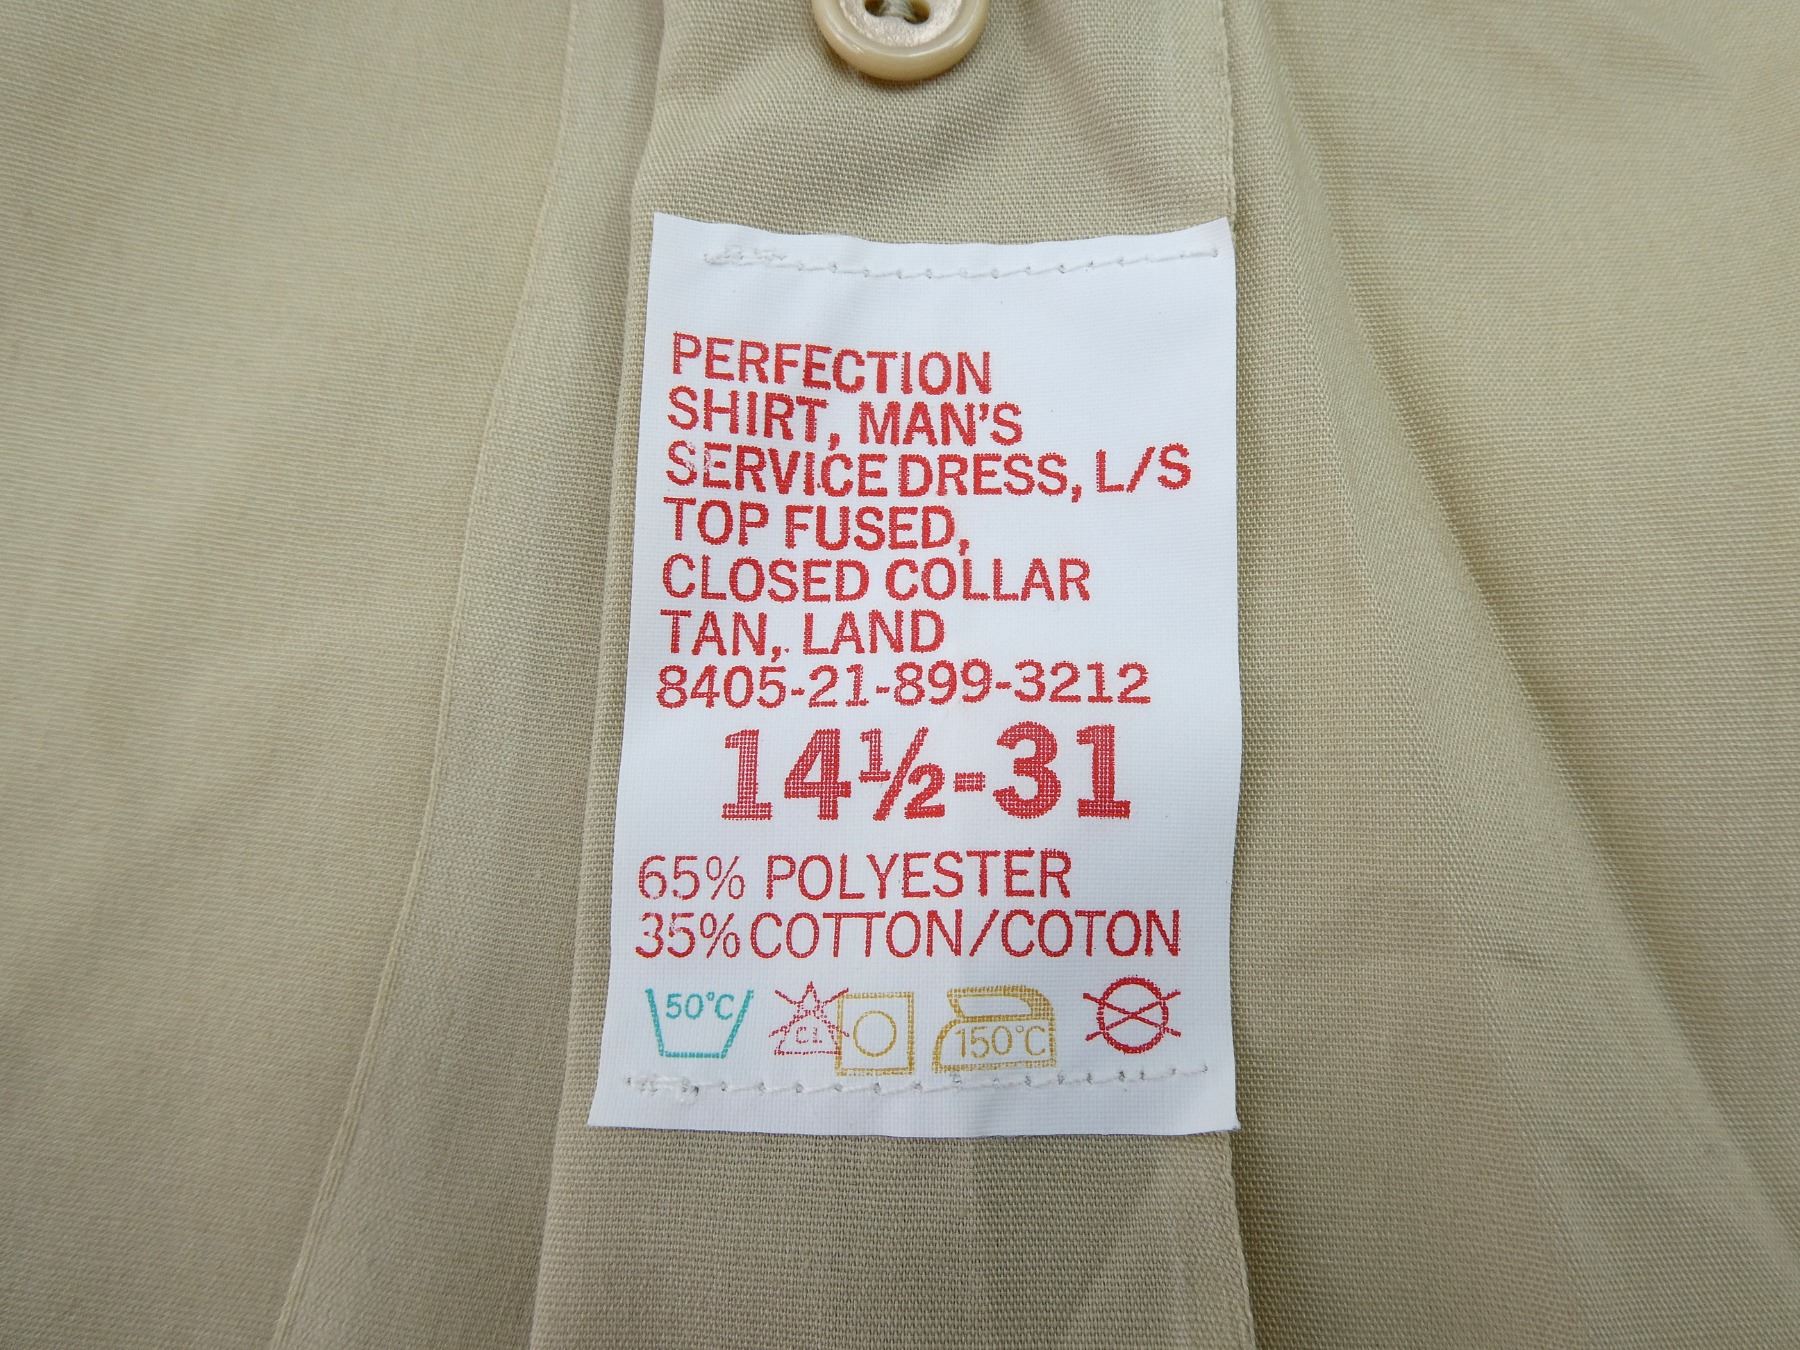 PERFECTION
SHIRT, MAN'S
SERVICE DRESS, L/S
TOP FUSED,
CLOSED COLLAR
TAN, LAND
8405-21-899-3212
14½-31
65% POLYESTER
35% COTTON/COTON
50°C CL 150°C